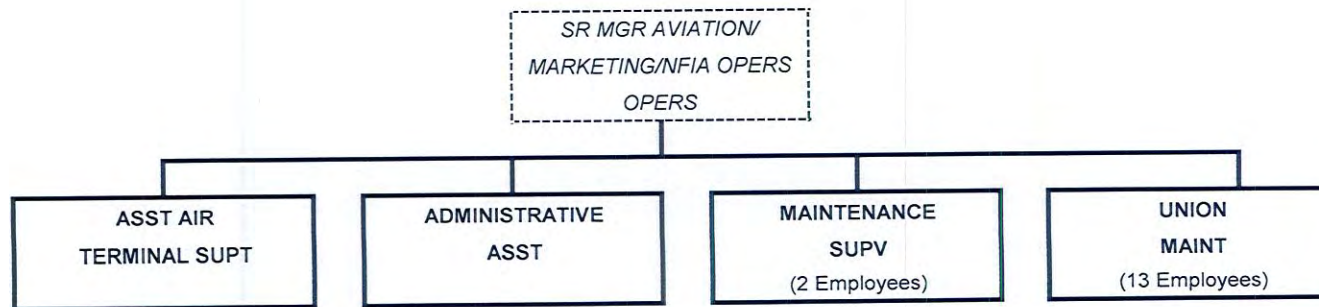 SR MGR AVIATION/
MARKETING/NFIA OPERS
OPERS
ASST AIR
TERMINAL SUPT
ADMINISTRATIVE
ASST
MAINTENANCE
SUPV
(2 Employees)
UNION
MAINT
(13 Employees)